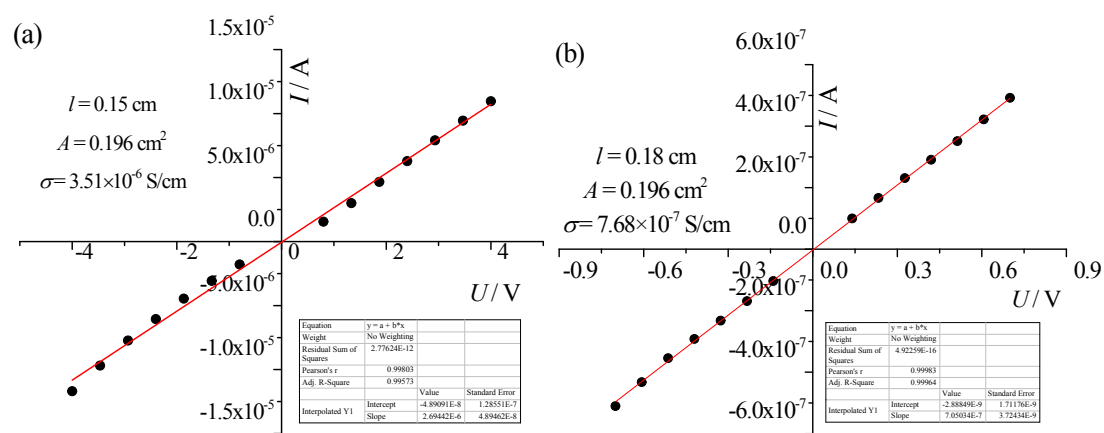 (a)
l = 0.15 cm
A = 0.196 cm²
σ = 3.51×10⁻⁶ S/cm
1.5x10⁻⁵
1.0x10⁻⁵
5.0x10⁻⁶
0.0
-5.0x10⁻⁶
-1.0x10⁻⁵
-1.5x10⁻⁵
I / A
-4 -2 0 2 4
U / V
Equation y = a + b*x
Weight No Weighting
Residual Sum of Squares 2.77624E-12
Pearson's r 0.99803
Adj. R-Square 0.99573
Value Standard Error
Interpolated Y1 Intercept -4.89091E-8 1.28551E-7
Slope 2.69442E-6 4.89462E-8
(b)
l = 0.18 cm
A = 0.196 cm²
σ = 7.68×10⁻⁷ S/cm
6.0x10⁻⁷
4.0x10⁻⁷
2.0x10⁻⁷
0.0
-2.0x10⁻⁷
-4.0x10⁻⁷
-6.0x10⁻⁷
I / A
-0.9 -0.6 -0.3 0.0 0.3 0.6 0.9
U / V
Equation y = a + b*x
Weight No Weighting
Residual Sum of Squares 4.92259E-16
Pearson's r 0.99983
Adj. R-Square 0.99964
Value Standard Error
Interpolated Y1 Intercept -2.88849E-9 1.71176E-9
Slope 7.05034E-7 3.72434E-9